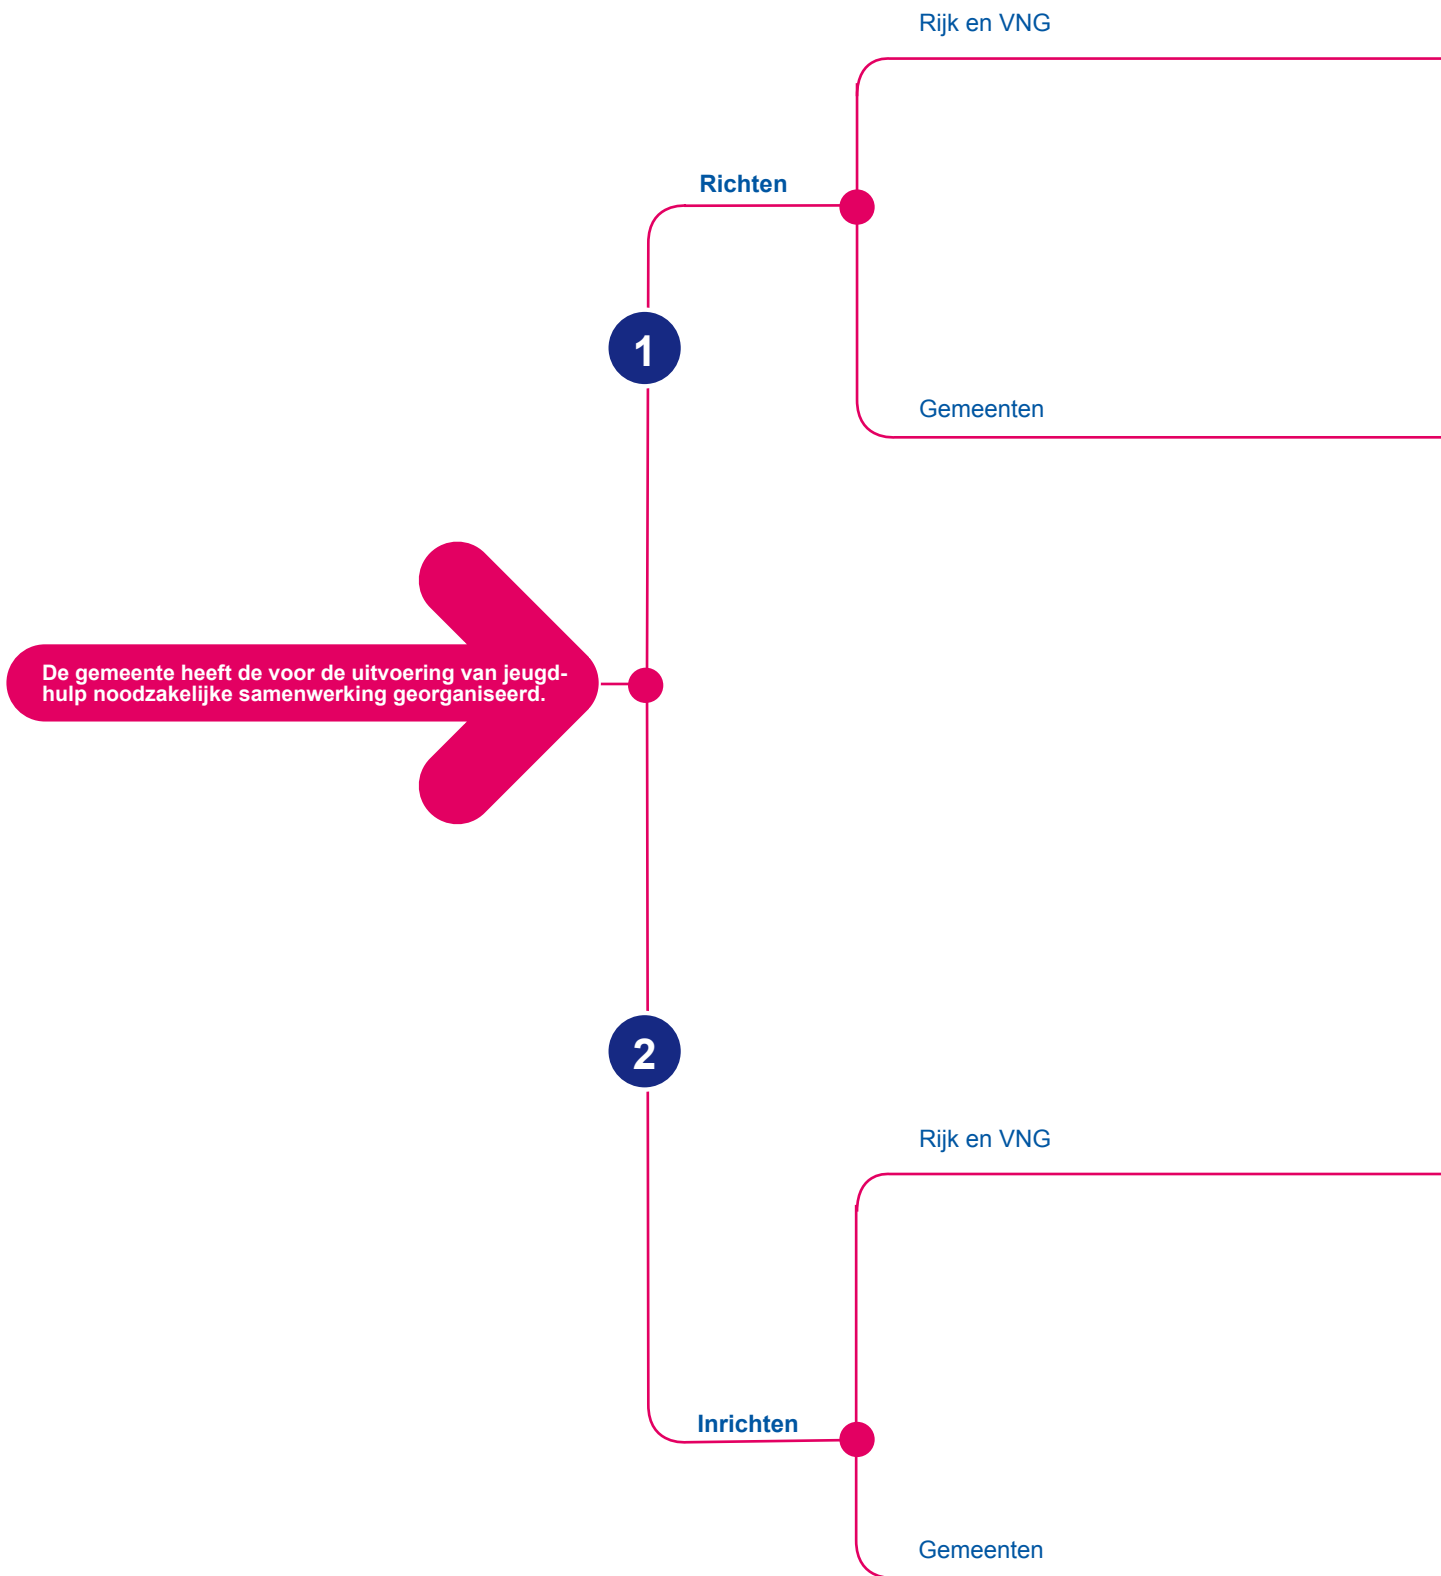 Rijk en VNG
Richten
1
Gemeenten
De gemeente heeft de voor de uitvoering van jeugd-
hulp noodzakelijke samenwerking georganiseerd.
2
Rijk en VNG
Inrichten
Gemeenten